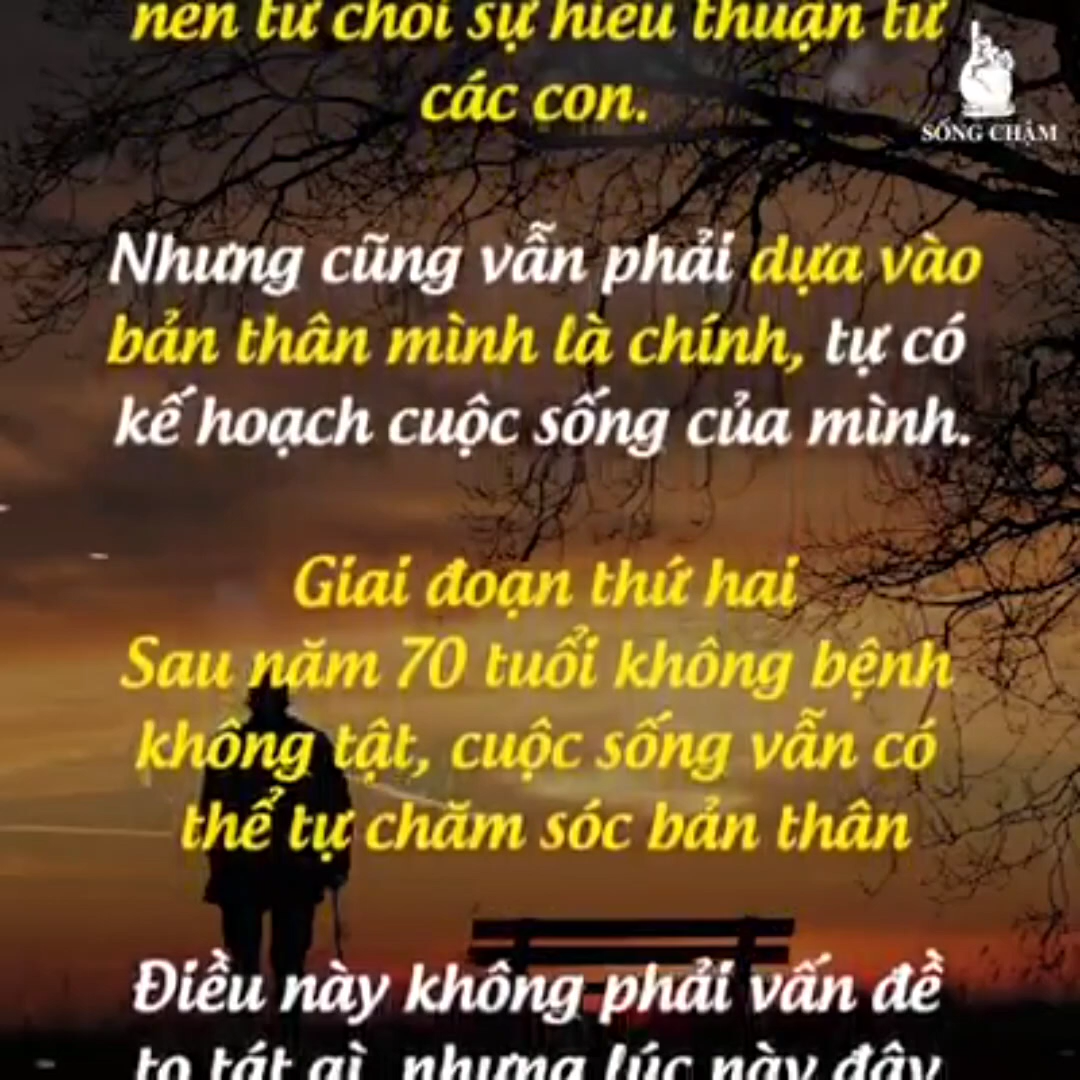 nên từ chối sự hiếu thuận từ
các con.
SỐNG CHẬM
Nhưng cũng vẫn phải dựa vào
bản thân mình là chính, tự có
kế hoạch cuộc sống của mình.
Giai đoạn thứ hai
Sau năm 70 tuổi không bệnh
không tật, cuộc sống vẫn có
thể tự chăm sóc bản thân
Điều này không phải vấn đề
to tát gì, nhưng lúc này đây